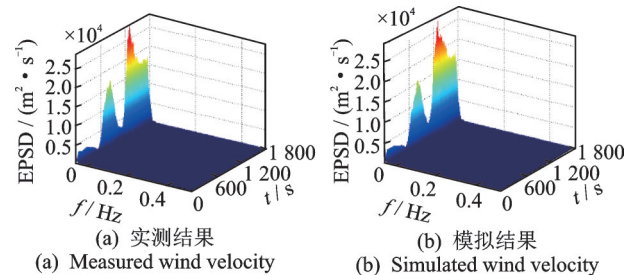 ×10⁴
EPSD / (m²·s⁻¹)
2.5
2.0
1.5
1.0
0.5
0
0.2
0.4
f / Hz
0
600
1 200
1 800
t / s
(a) 实测结果
(a) Measured wind velocity
×10⁴
EPSD / (m²·s⁻¹)
2.5
2.0
1.5
1.0
0.5
0
0.2
0.4
f / Hz
0
600
1 200
1 800
t / s
(b) 模拟结果
(b) Simulated wind velocity